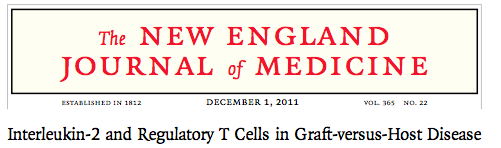 The NEW ENGLAND
JOURNAL of MEDICINE
ESTABLISHED IN 1812 DECEMBER 1, 2011 VOL. 365 NO. 22
Interleukin-2 and Regulatory T Cells in Graft-versus-Host Disease